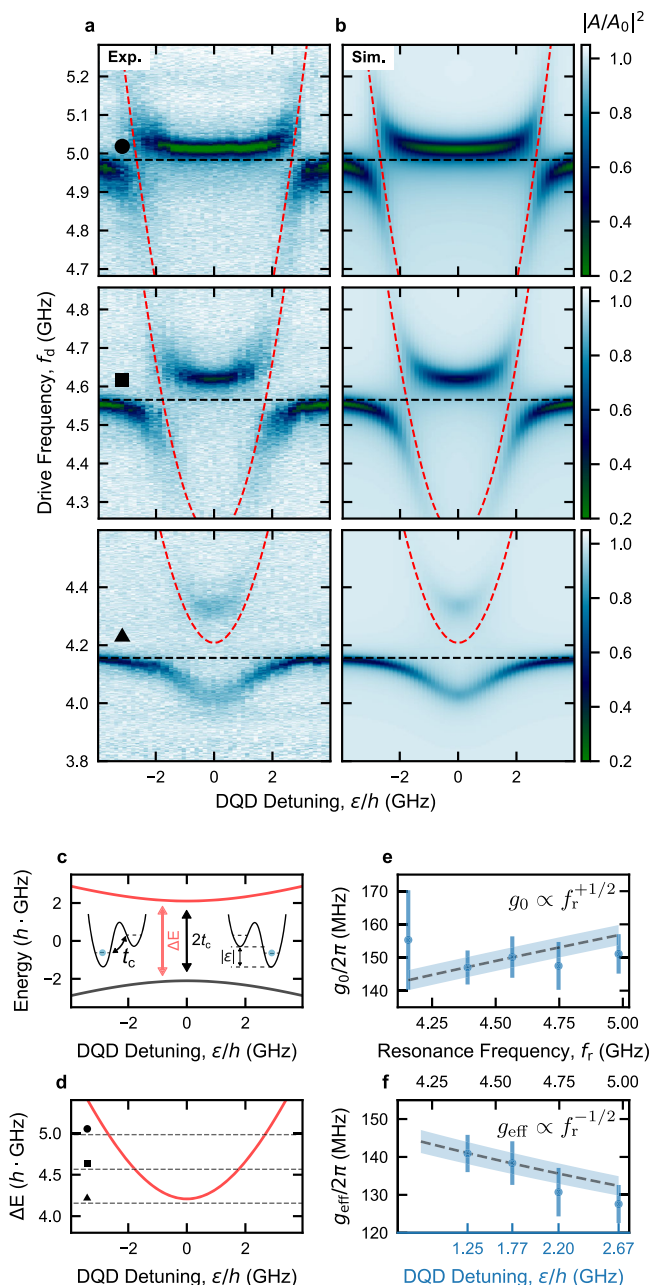 a
b
|A/A₀|²
Exp.
Sim.
5.2
5.1
5.0
4.9
4.8
4.7
1.0
0.8
0.6
0.4
0.2
Drive Frequency, f_d (GHz)
4.8
4.7
4.6
4.5
4.4
4.3
1.0
0.8
0.6
0.4
0.2
4.4
4.2
4.0
3.8
1.0
0.8
0.6
0.4
0.2
−2 0 2
−2 0 2
DQD Detuning, ε/h (GHz)
c
Energy (h · GHz)
2
0
−2
t_c
ΔE
2t_c
|ε|
−2 0 2
DQD Detuning, ε/h (GHz)
e
g₀/2π (MHz)
170
160
150
140
g₀ ∝ f_r^{+1/2}
4.25 4.50 4.75 5.00
Resonance Frequency, f_r (GHz)
d
ΔE (h · GHz)
5.0
4.5
4.0
−2 0 2
DQD Detuning, ε/h (GHz)
f
4.25 4.50 4.75 5.00
g_eff/2π (MHz)
150
140
130
120
g_eff ∝ f_r^{−1/2}
1.25 1.77 2.20 2.67
DQD Detuning, ε/h (GHz)